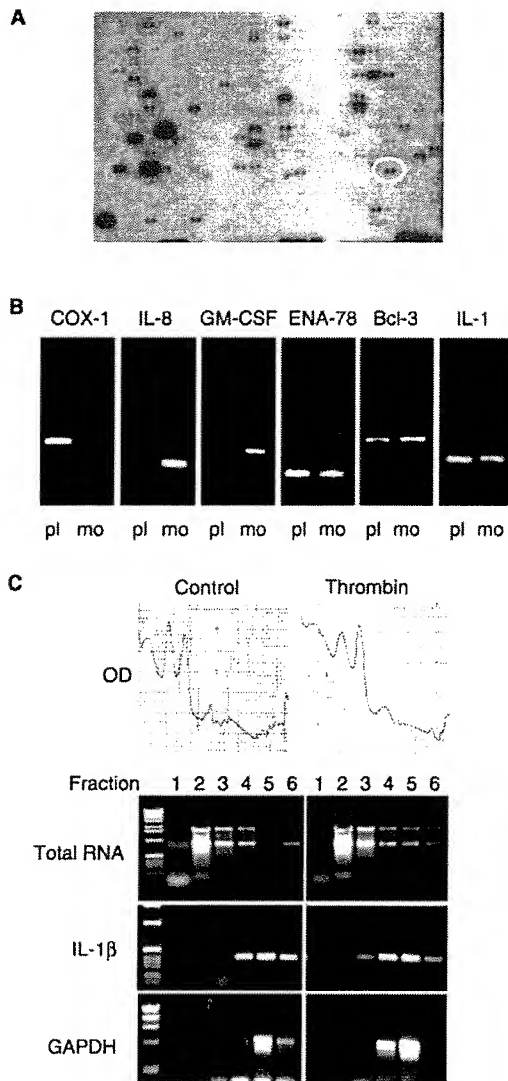 A
B
COX-1 IL-8 GM-CSF ENA-78 Bcl-3 IL-1
pl mo pl mo pl mo pl mo pl mo pl mo
C
Control Thrombin
OD
Fraction 1 2 3 4 5 6 1 2 3 4 5 6
Total RNA
IL-1β
GAPDH